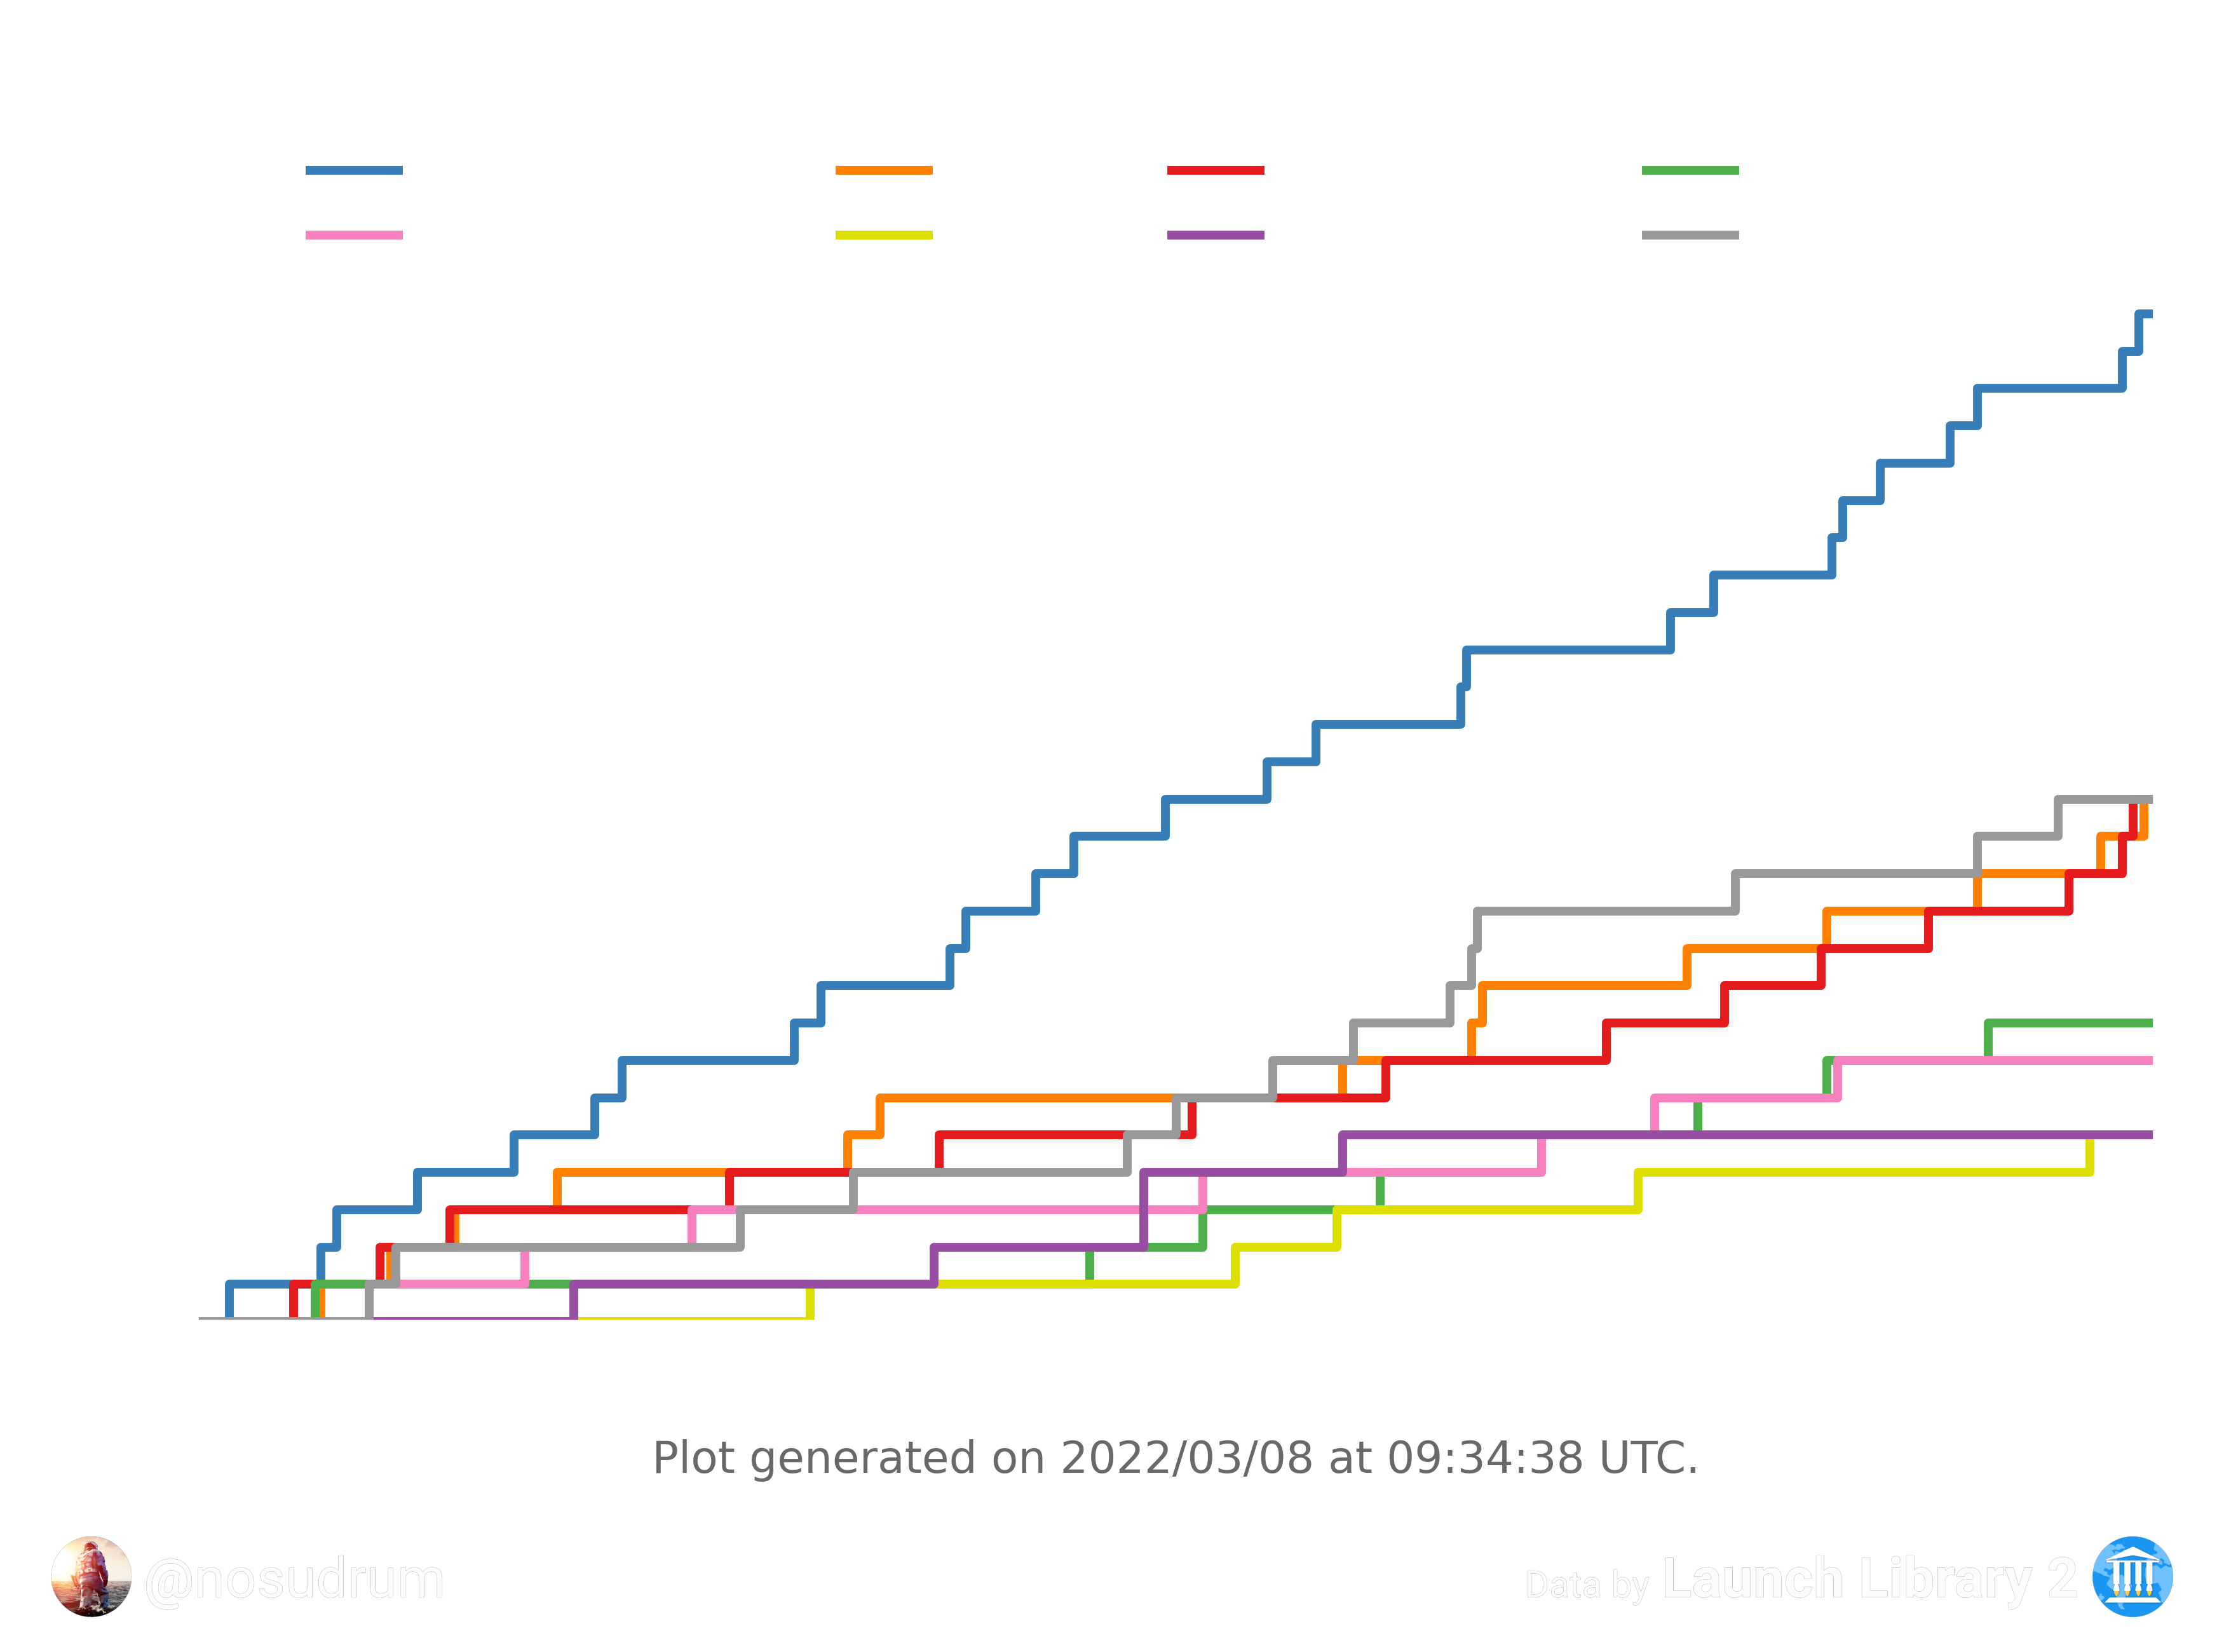 Plot generated on 2022/03/08 at 09:34:38 UTC.
@nosudrum
Data by Launch Library 2